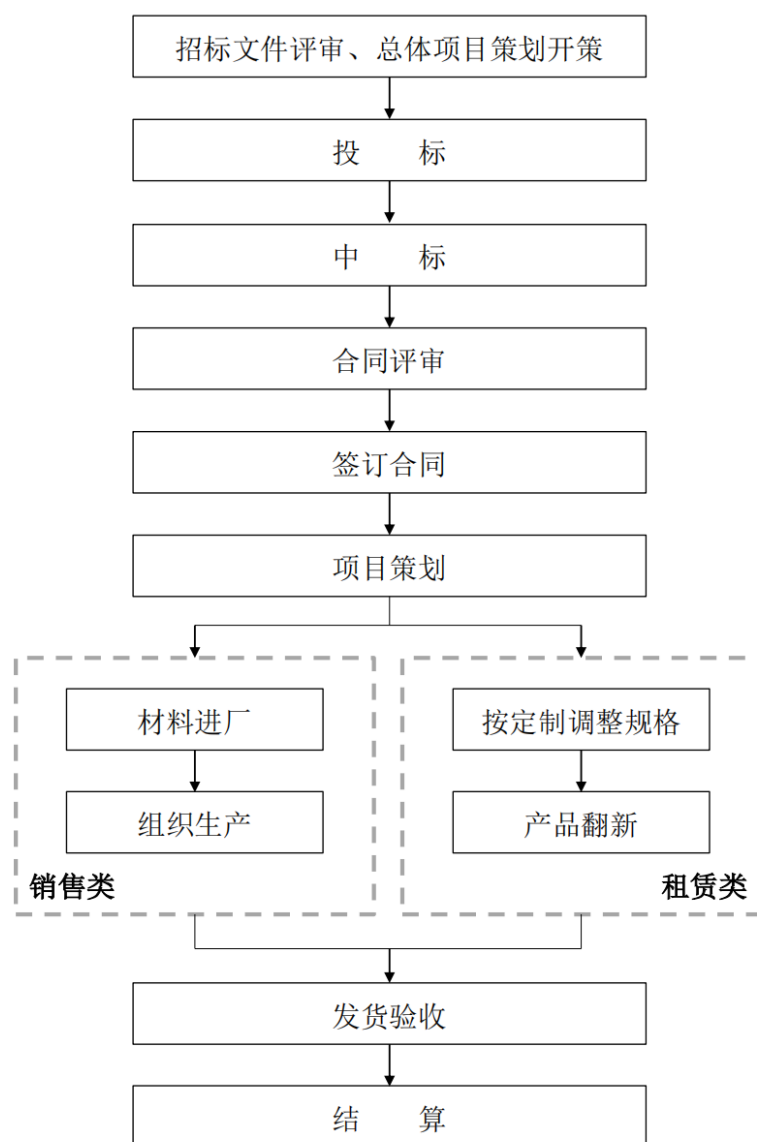 招标文件评审、总体项目策划开策
投　　标
中　　标
合同评审
签订合同
项目策划
材料进厂
组织生产
销售类
按定制调整规格
产品翻新
租赁类
发货验收
结　　算